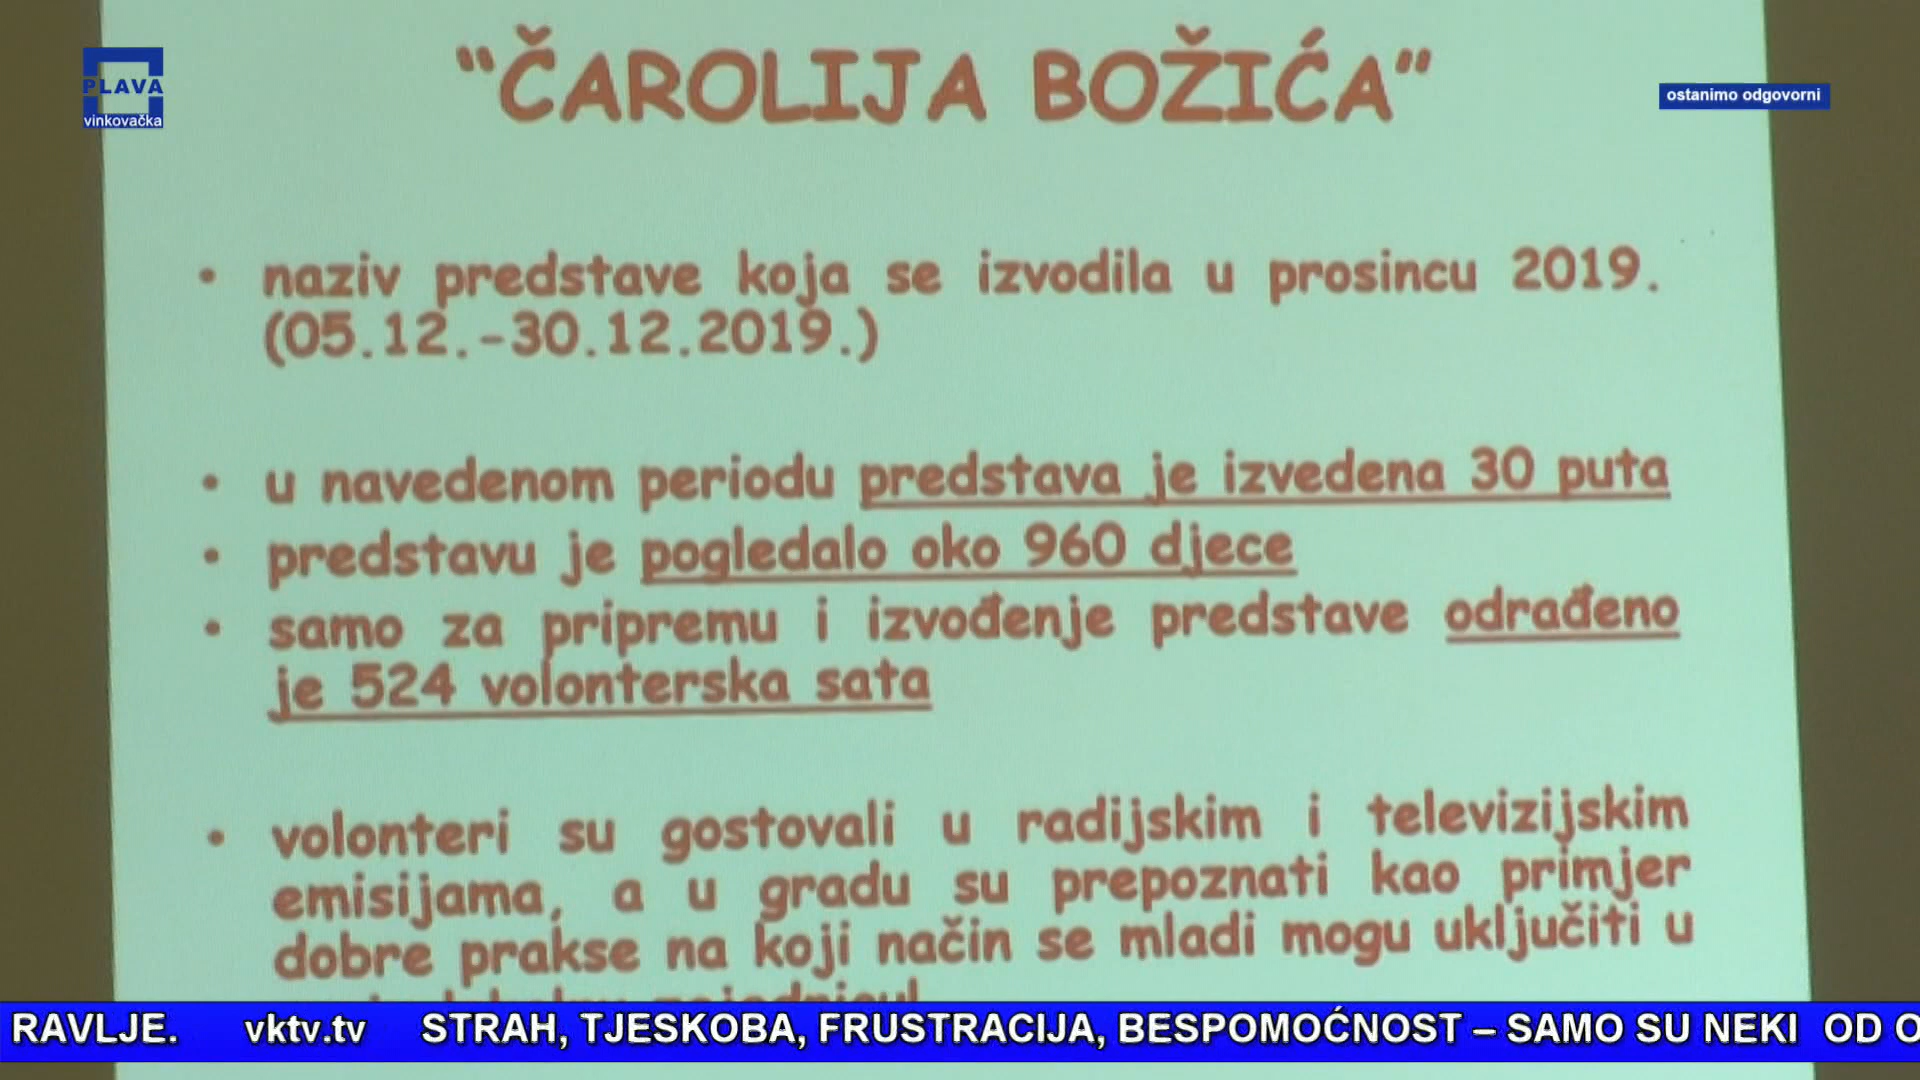 PLAVA
vinkovačka
ostanimo odgovorni
“ČAROLIJA BOŽIĆA”
• naziv predstave koja se izvodila u prosincu 2019.
(05.12.-30.12.2019.)
• u navedenom periodu predstava je izvedena 30 puta
• predstavu je pogledalo oko 960 djece
• samo za pripremu i izvođenje predstave odrađeno
je 524 volonterska sata
• volonteri su gostovali u radijskim i televizijskim
emisijama, a u gradu su prepoznati kao primjer
dobre prakse na koji način se mladi mogu uključiti u
RAVLJE. vktv.tv STRAH, TJESKOBA, FRUSTRACIJA, BESPOMOĆNOST – SAMO SU NEKI OD O